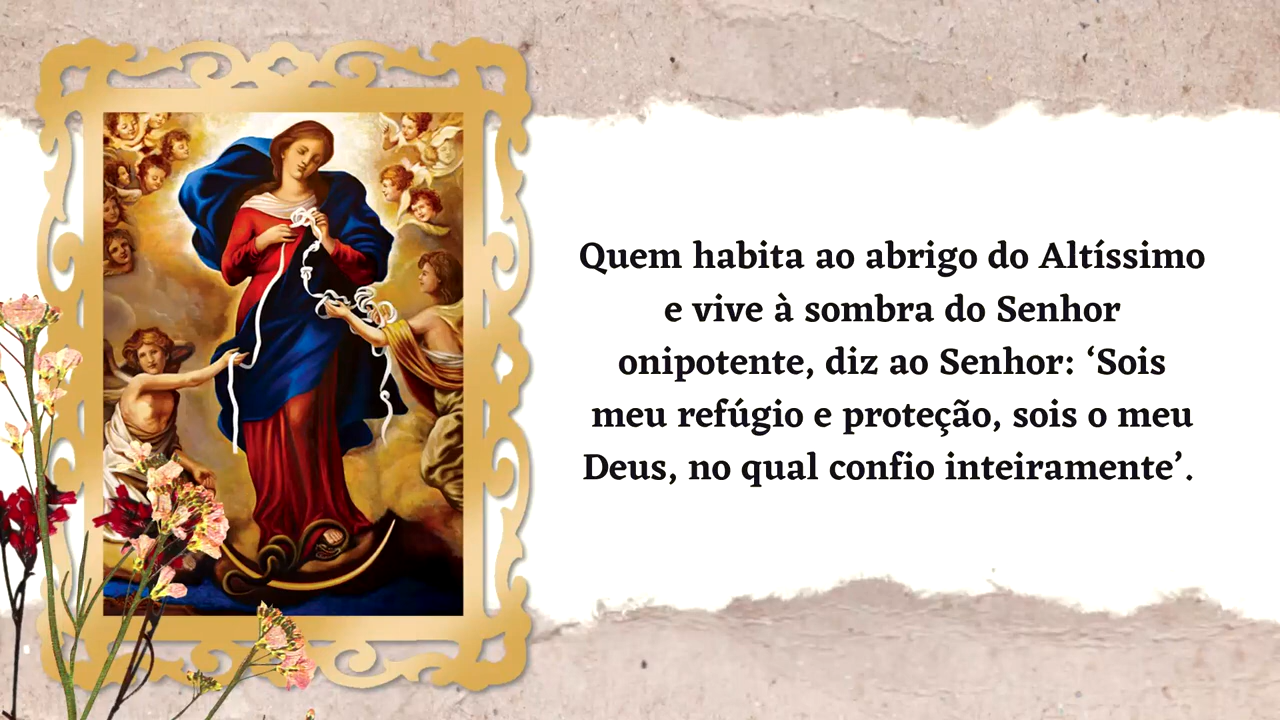 Quem habita ao abrigo do Altíssimo
e vive à sombra do Senhor
onipotente, diz ao Senhor: ‘Sois
meu refúgio e proteção, sois o meu
Deus, no qual confio inteiramente’.